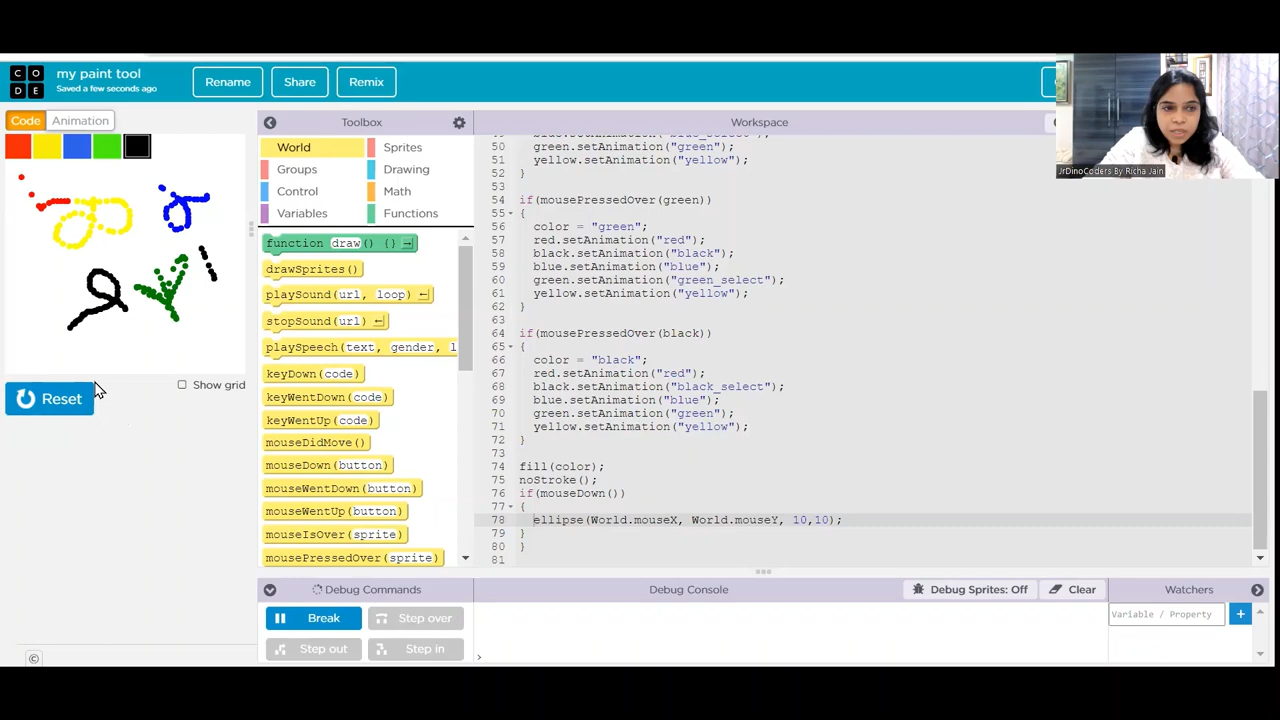 CO
DE
my paint tool
Saved a few seconds ago
Rename
Share
Remix
Code
Animation
Reset
Show grid
Toolbox
World
Sprites
Groups
Drawing
Control
Math
Variables
Functions
function draw() {}
drawSprites()
playSound(url, loop)
stopSound(url)
playSpeech(text, gender, l
keyDown(code)
keyWentDown(code)
keyWentUp(code)
mouseDidMove()
mouseDown(button)
mouseWentDown(button)
mouseWentUp(button)
mouseIsOver(sprite)
mousePressedOver(sprite)
Workspace
50 green.setAnimation("green");
51 yellow.setAnimation("yellow");
52 }
53
54 if(mousePressedOver(green))
55 {
56 color = "green";
57 red.setAnimation("red");
58 black.setAnimation("black");
59 blue.setAnimation("blue");
60 green.setAnimation("green_select");
61 yellow.setAnimation("yellow");
62 }
63
64 if(mousePressedOver(black))
65 {
66 color = "black";
67 red.setAnimation("red");
68 black.setAnimation("black_select");
69 blue.setAnimation("blue");
70 green.setAnimation("green");
71 yellow.setAnimation("yellow");
72 }
73
74 fill(color);
75 noStroke();
76 if(mouseDown())
77 {
78 ellipse(World.mouseX, World.mouseY, 10,10);
79 }
80 }
81
JrDinoCoders By Richa Jain
Debug Commands
Break
Step over
Step out
Step in
Debug Console
Debug Sprites: Off
Clear
>
Watchers
Variable / Property
+
©